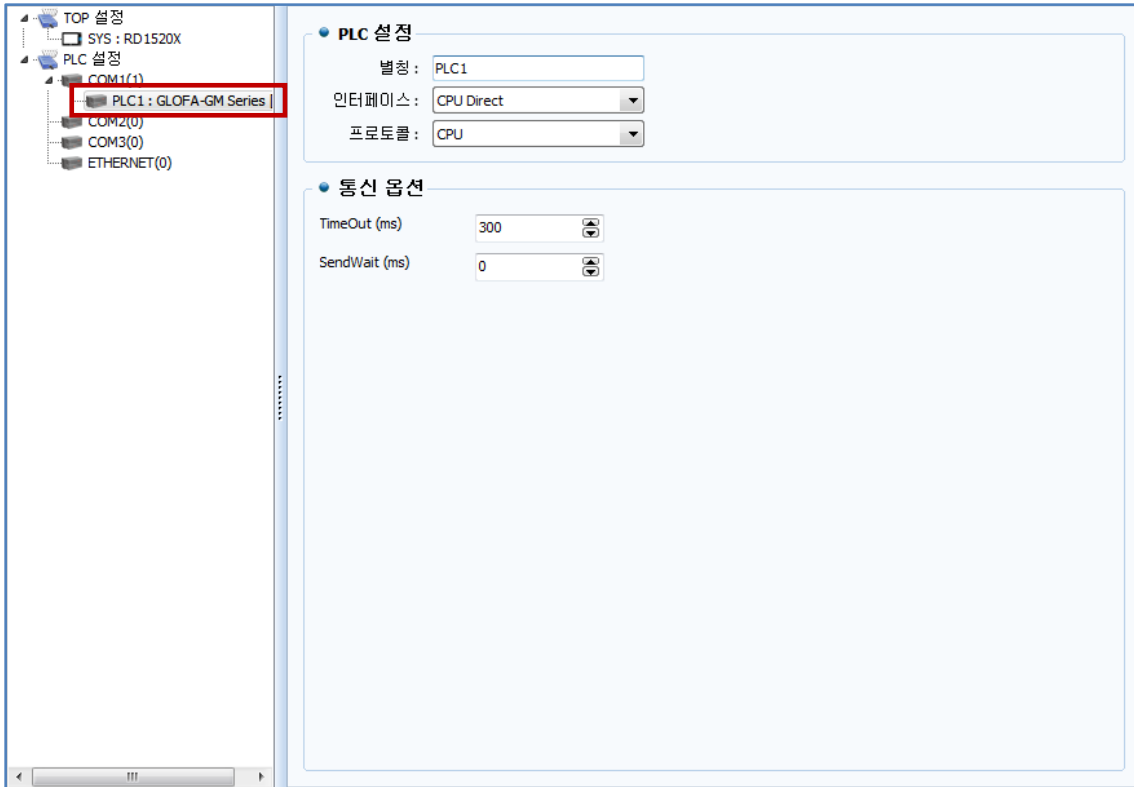 TOP 설정
SYS : RD1520X
PLC 설정
COM1(1)
PLC1 : GLOFA-GM Series [
COM2(0)
COM3(0)
ETHERNET(0)
PLC 설정
별칭 : PLC1
인터페이스 : CPU Direct
프로토콜 : CPU
통신 옵션
TimeOut (ms) 300
SendWait (ms) 0